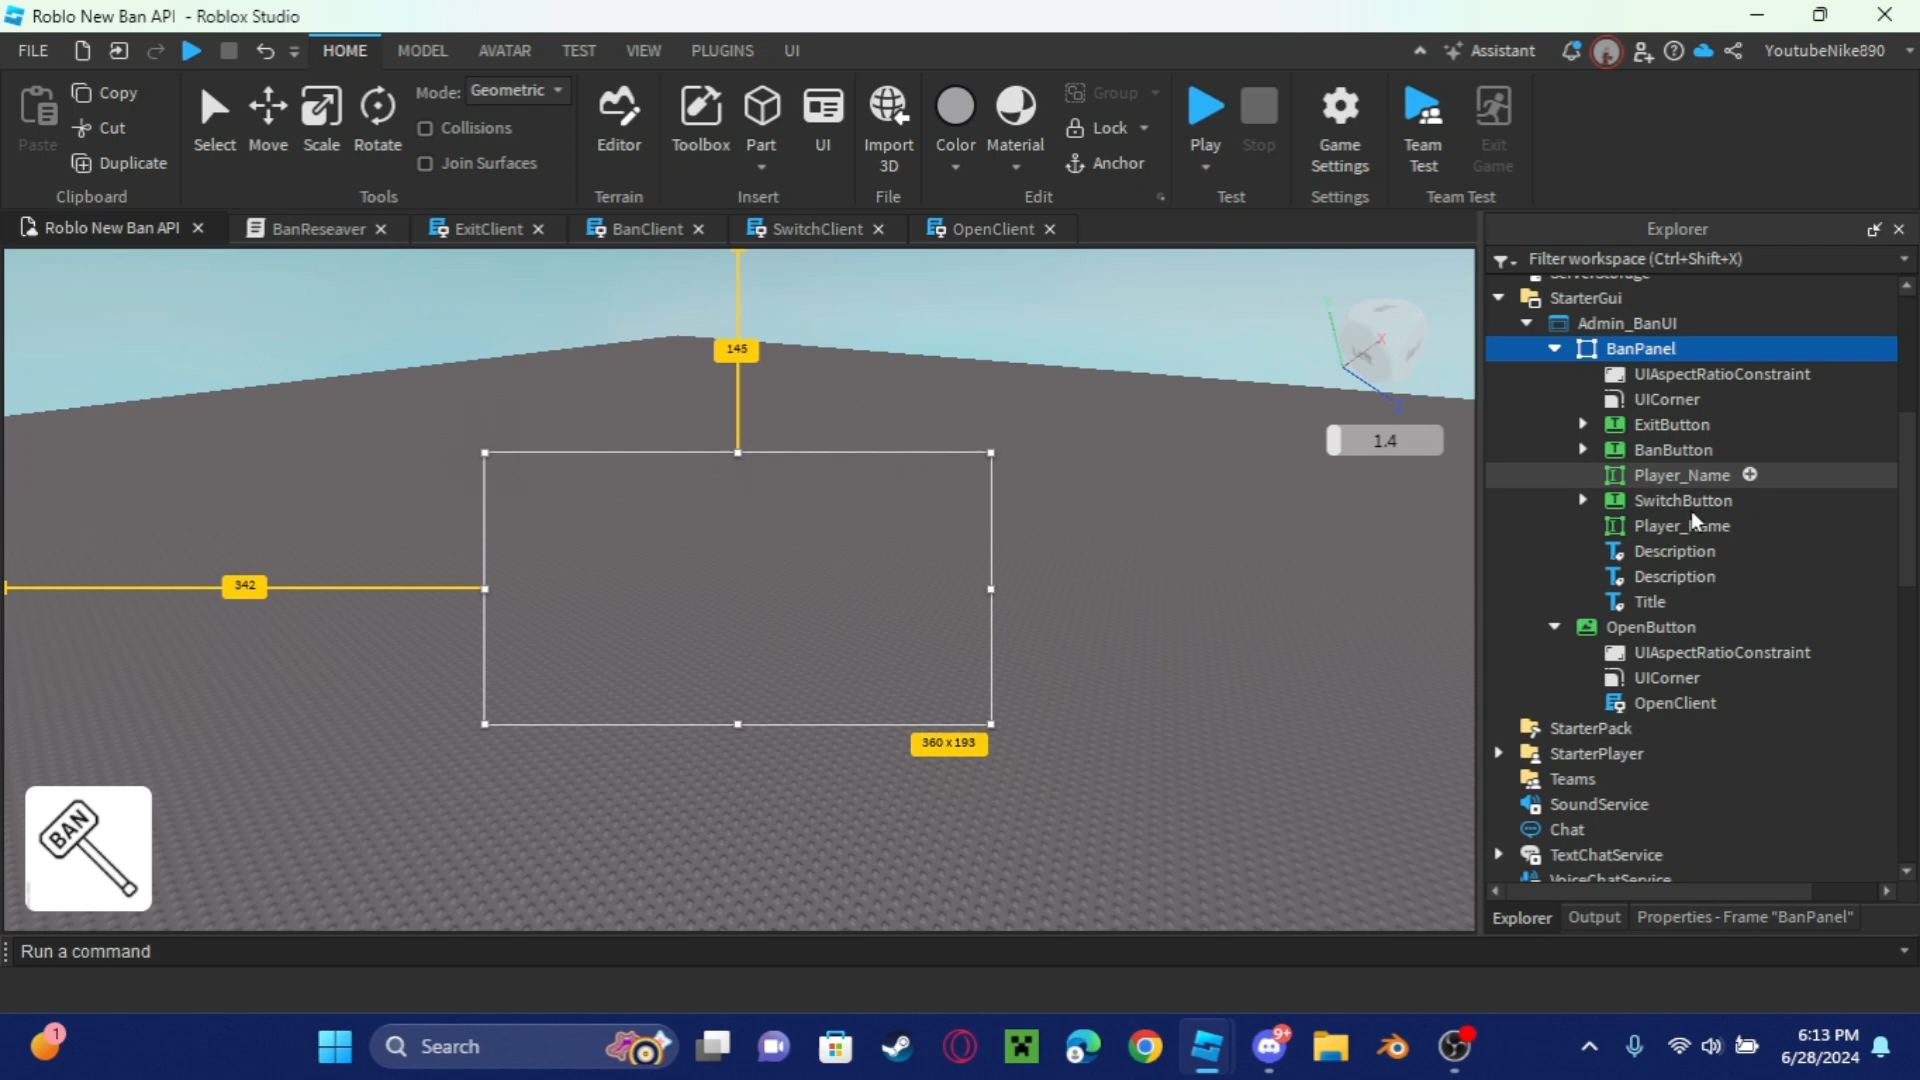 Roblo New Ban API - Roblox Studio
FILE HOME MODEL AVATAR TEST VIEW PLUGINS UI Assistant YoutubeNike890
Paste Copy Cut Duplicate Clipboard
Select Move Scale Rotate Mode: Geometric Collisions Join Surfaces Tools
Editor Terrain
Toolbox Part UI Insert
Import 3D File
Color Material Group Lock Anchor Edit
Play Stop Test
Game Settings Settings
Team Test Exit Game Team Test
Roblo New Ban API BanReseaver ExitClient BanClient SwitchClient OpenClient
Explorer
Filter workspace (Ctrl+Shift+X)
ServerStorage
StarterGui
Admin_BanUI
BanPanel
UIAspectRatioConstraint
UICorner
ExitButton
BanButton
Player_Name
SwitchButton
Player_Name
Description
Description
Title
OpenButton
UIAspectRatioConstraint
UICorner
OpenClient
StarterPack
StarterPlayer
Teams
SoundService
Chat
TextChatService
VoiceChatService
145
1.4
342
360 x 193
BAN
Explorer Output Properties - Frame "BanPanel"
Run a command
1
Search
9+
6:13 PM
6/28/2024